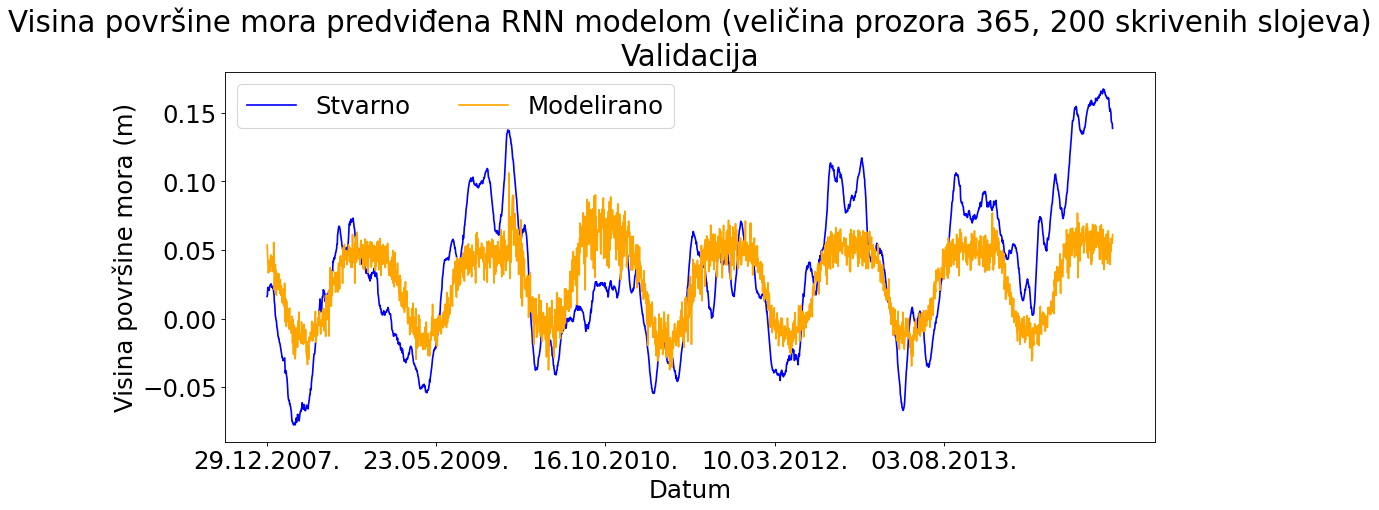 Visina površine mora predviđena RNN modelom (veličina prozora 365, 200 skrivenih slojeva)
Validacija
Stvarno
Modelirano
Visina površine mora (m)
0.15
0.10
0.05
0.00
−0.05
29.12.2007.
23.05.2009.
16.10.2010.
10.03.2012.
03.08.2013.
Datum